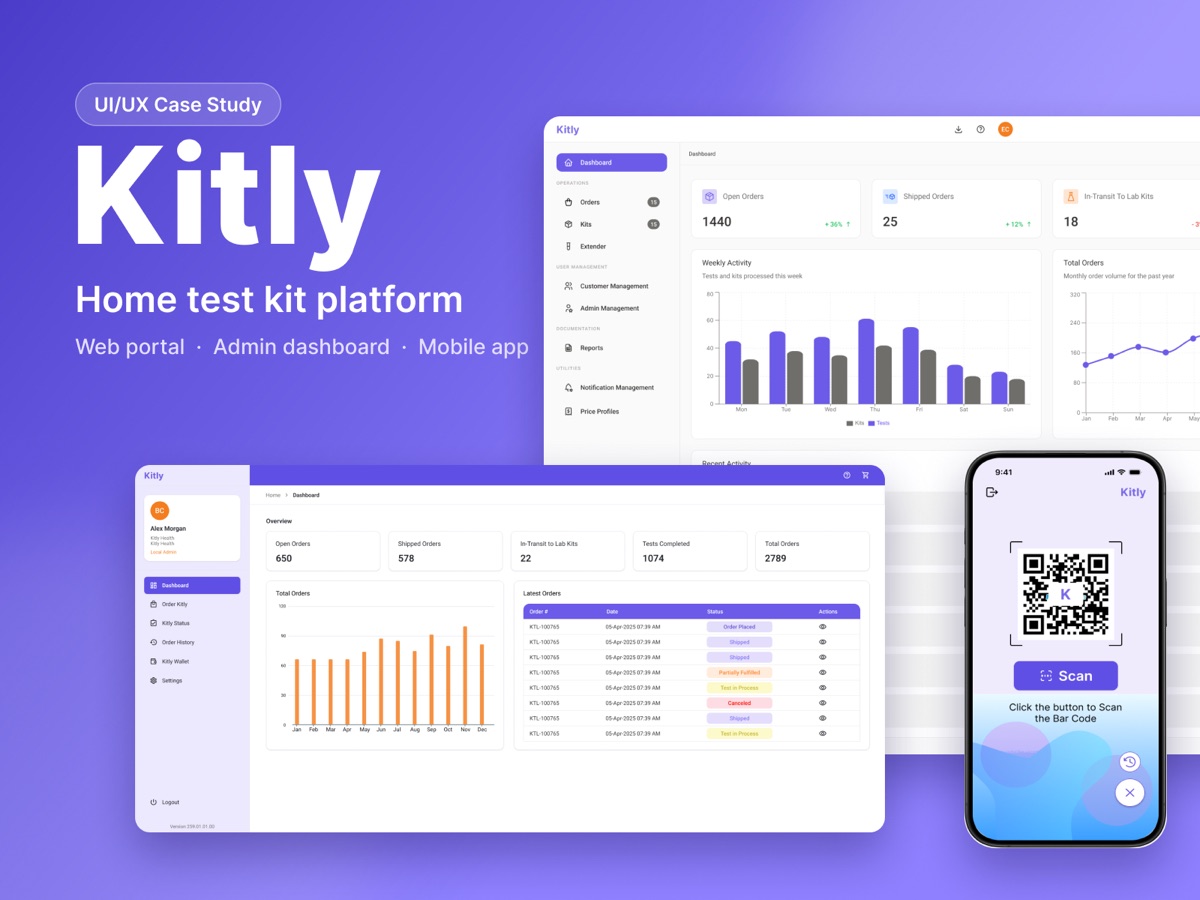 UI/UX Case Study
Kitly
Home test kit platform
Web portal · Admin dashboard · Mobile app
Kitly
EC
Dashboard
OPERATIONS
Orders 15
Kits 15
Extender
USER MANAGEMENT
Customer Management
Admin Management
DOCUMENTATION
Reports
UTILITIES
Notification Management
Price Profiles
Dashboard
Open Orders
1440
+36% ↑
Shipped Orders
25
+12% ↑
In-Transit To Lab Kits
18
Weekly Activity
Tests and kits processed this week
80
60
40
20
0
Mon Tue Wed Thu Fri Sat Sun
Kits Tests
Total Orders
Monthly order volume for the past year
320
240
160
80
0
Jan Feb Mar Apr May
Recent Activity
Kitly
BC
Alex Morgan
Kitly Health
Kitly Health
Local Admin
Dashboard
Order Kitly
Kitly Status
Order History
Kitly Wallet
Settings
Logout
Home > Dashboard
Overview
Open Orders
650
Shipped Orders
578
In-Transit to Lab Kits
22
Tests Completed
1074
Total Orders
2789
Total Orders
90
60
30
0
Jan Feb Mar Apr May Jun Jul Aug Sep Oct Nov Dec
Latest Orders
Order # Date Status Actions
KTL-100765 05-Apr-2025 07:39 AM Order Placed
KTL-100765 05-Apr-2025 07:39 AM Shipped
KTL-100765 05-Apr-2025 07:39 AM Shipped
KTL-100765 05-Apr-2025 07:39 AM Partially Fulfilled
KTL-100765 05-Apr-2025 07:39 AM Test in Process
KTL-100765 05-Apr-2025 07:39 AM Canceled
KTL-100765 05-Apr-2025 07:39 AM Shipped
KTL-100765 05-Apr-2025 07:39 AM Test in Process
9:41
Kitly
K
Scan
Click the button to Scan
the Bar Code